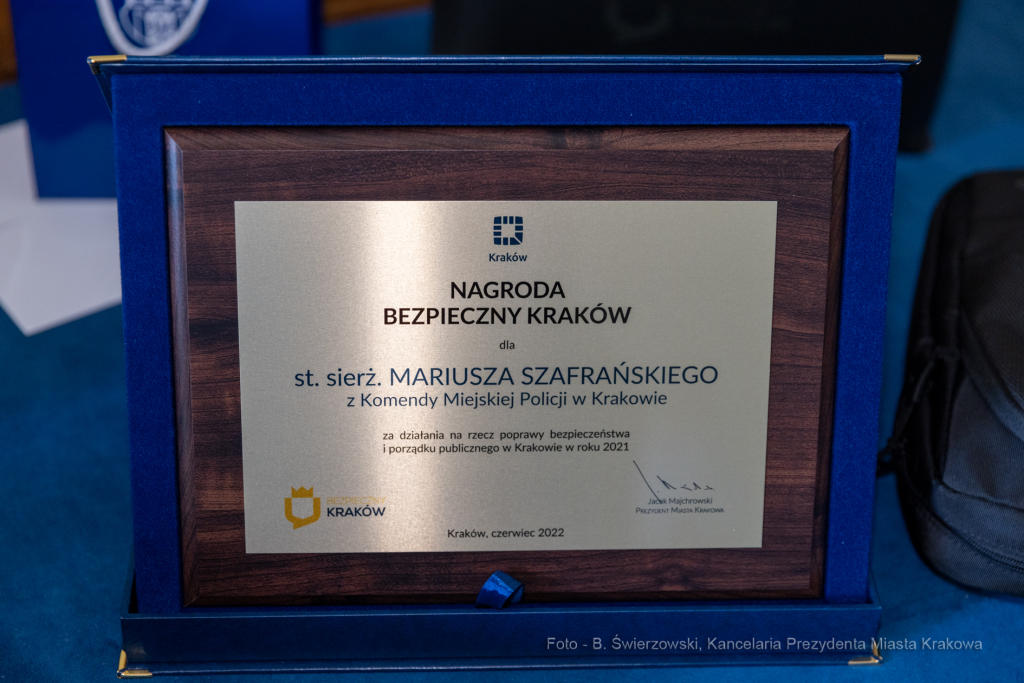 Kraków
NAGRODA
BEZPIECZNY KRAKÓW
dla
st. sierż. MARIUSZA SZAFRAŃSKIEGO
z Komendy Miejskiej Policji w Krakowie
za działania na rzecz poprawy bezpieczeństwa
i porządku publicznego w Krakowie w roku 2021
Jacek Majchrowski
PREZYDENT MIASTA KRAKOWA
BEZPIECZNY
KRAKÓW
Kraków, czerwiec 2022
Foto - B. Świerzowski, Kancelaria Prezydenta Miasta Krakowa